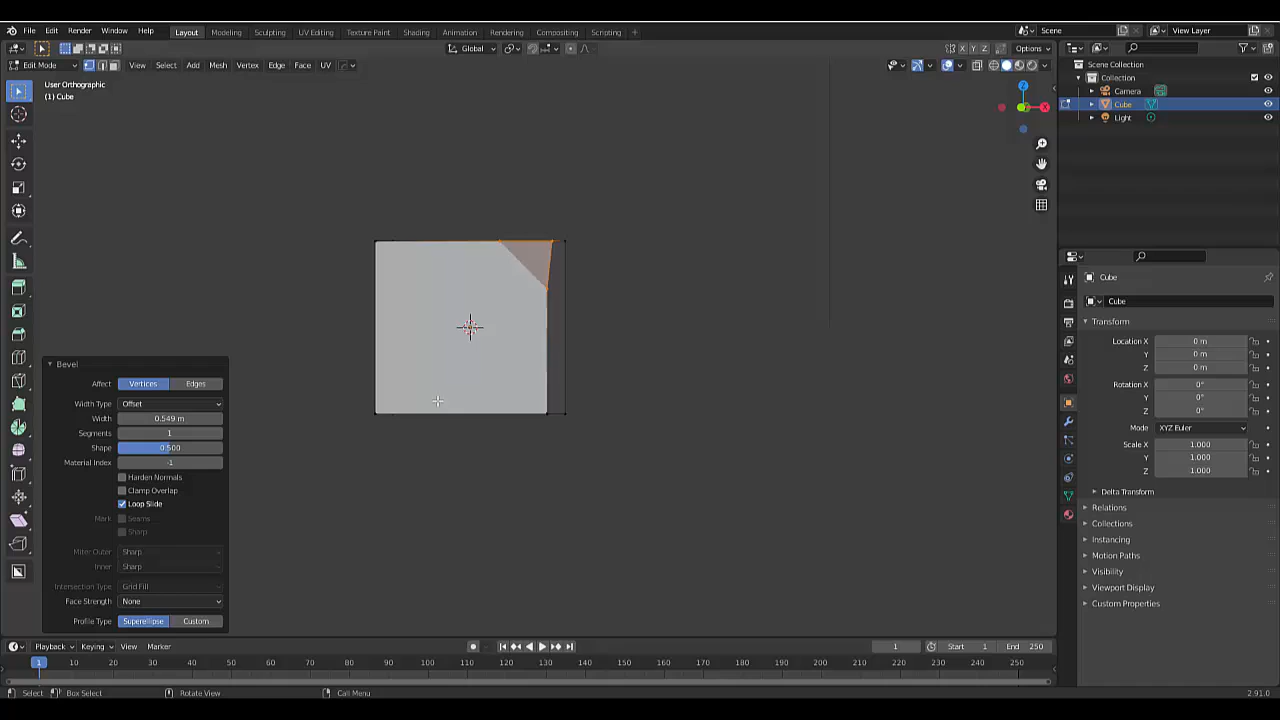 File Edit Render Window Help Layout Modeling Sculpting UV Editing Texture Paint Shading Animation Rendering Compositing Scripting + Scene View Layer
Global X Y Z Options
Edit Mode View Select Add Mesh Vertex Edge Face UV
User Orthographic
(1) Cube
Z
X
Scene Collection
Collection
Camera
Cube
Light
Cube
Cube
Transform
Location X 0 m
Y 0 m
Z 0 m
Rotation X 0°
Y 0°
Z 0°
Mode XYZ Euler
Scale X 1.000
Y 1.000
Z 1.000
Delta Transform
Relations
Collections
Instancing
Motion Paths
Visibility
Viewport Display
Custom Properties
Bevel
Affect Vertices Edges
Width Type Offset
Width 0.549 m
Segments 1
Shape 0.500
Material Index -1
Harden Normals
Clamp Overlap
Loop Slide
Mark Seams
Sharp
Miter Outer Sharp
Inner Sharp
Intersection Type Grid Fill
Face Strength None
Profile Type Superellipse Custom
Playback Keying View Marker 1 Start 1 End 250
1 10 20 30 40 50 60 70 80 90 100 110 120 130 140 150 160 170 180 190 200 210 220 230 240 250
Select Box Select Rotate View Call Menu 2.91.0